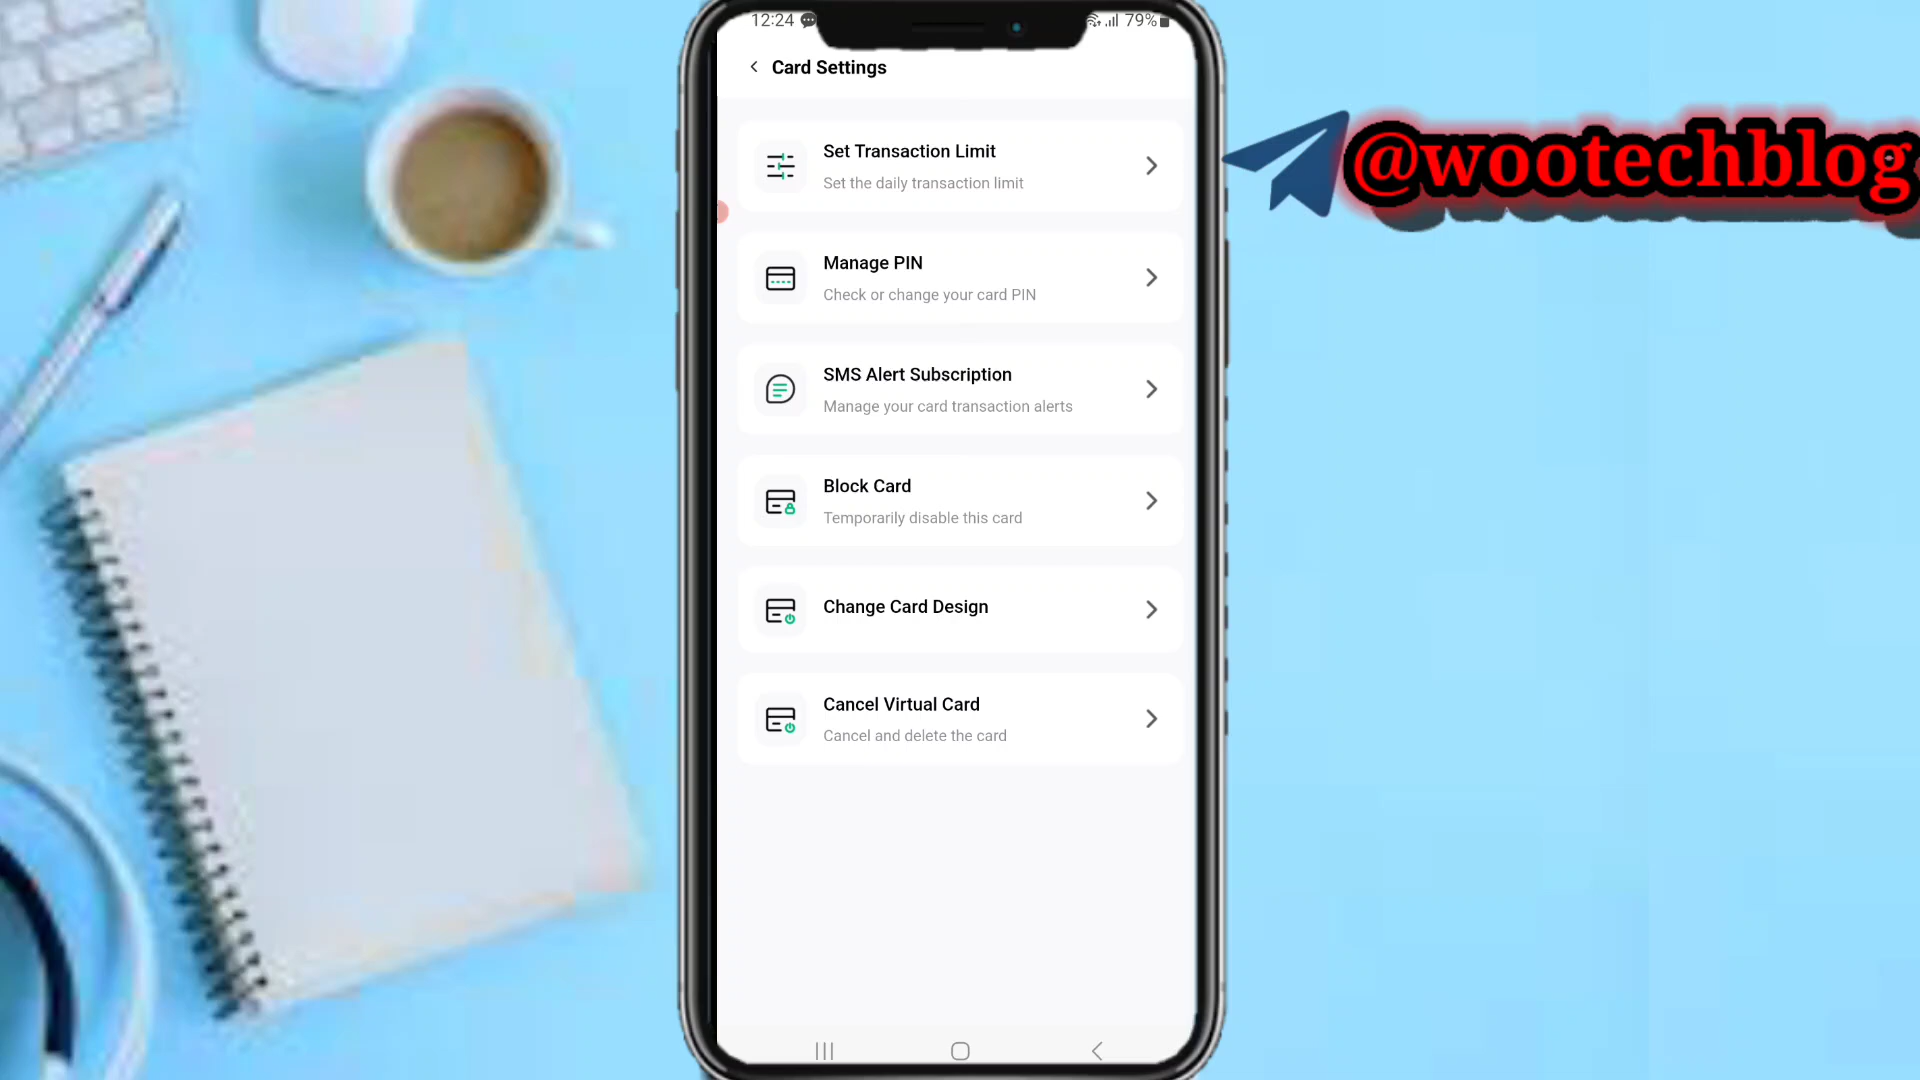 12:24
79%
Card Settings
Set Transaction Limit
Set the daily transaction limit
@wootechblog
Manage PIN
Check or change your card PIN
SMS Alert Subscription
Manage your card transaction alerts
Block Card
Temporarily disable this card
Change Card Design
Cancel Virtual Card
Cancel and delete the card